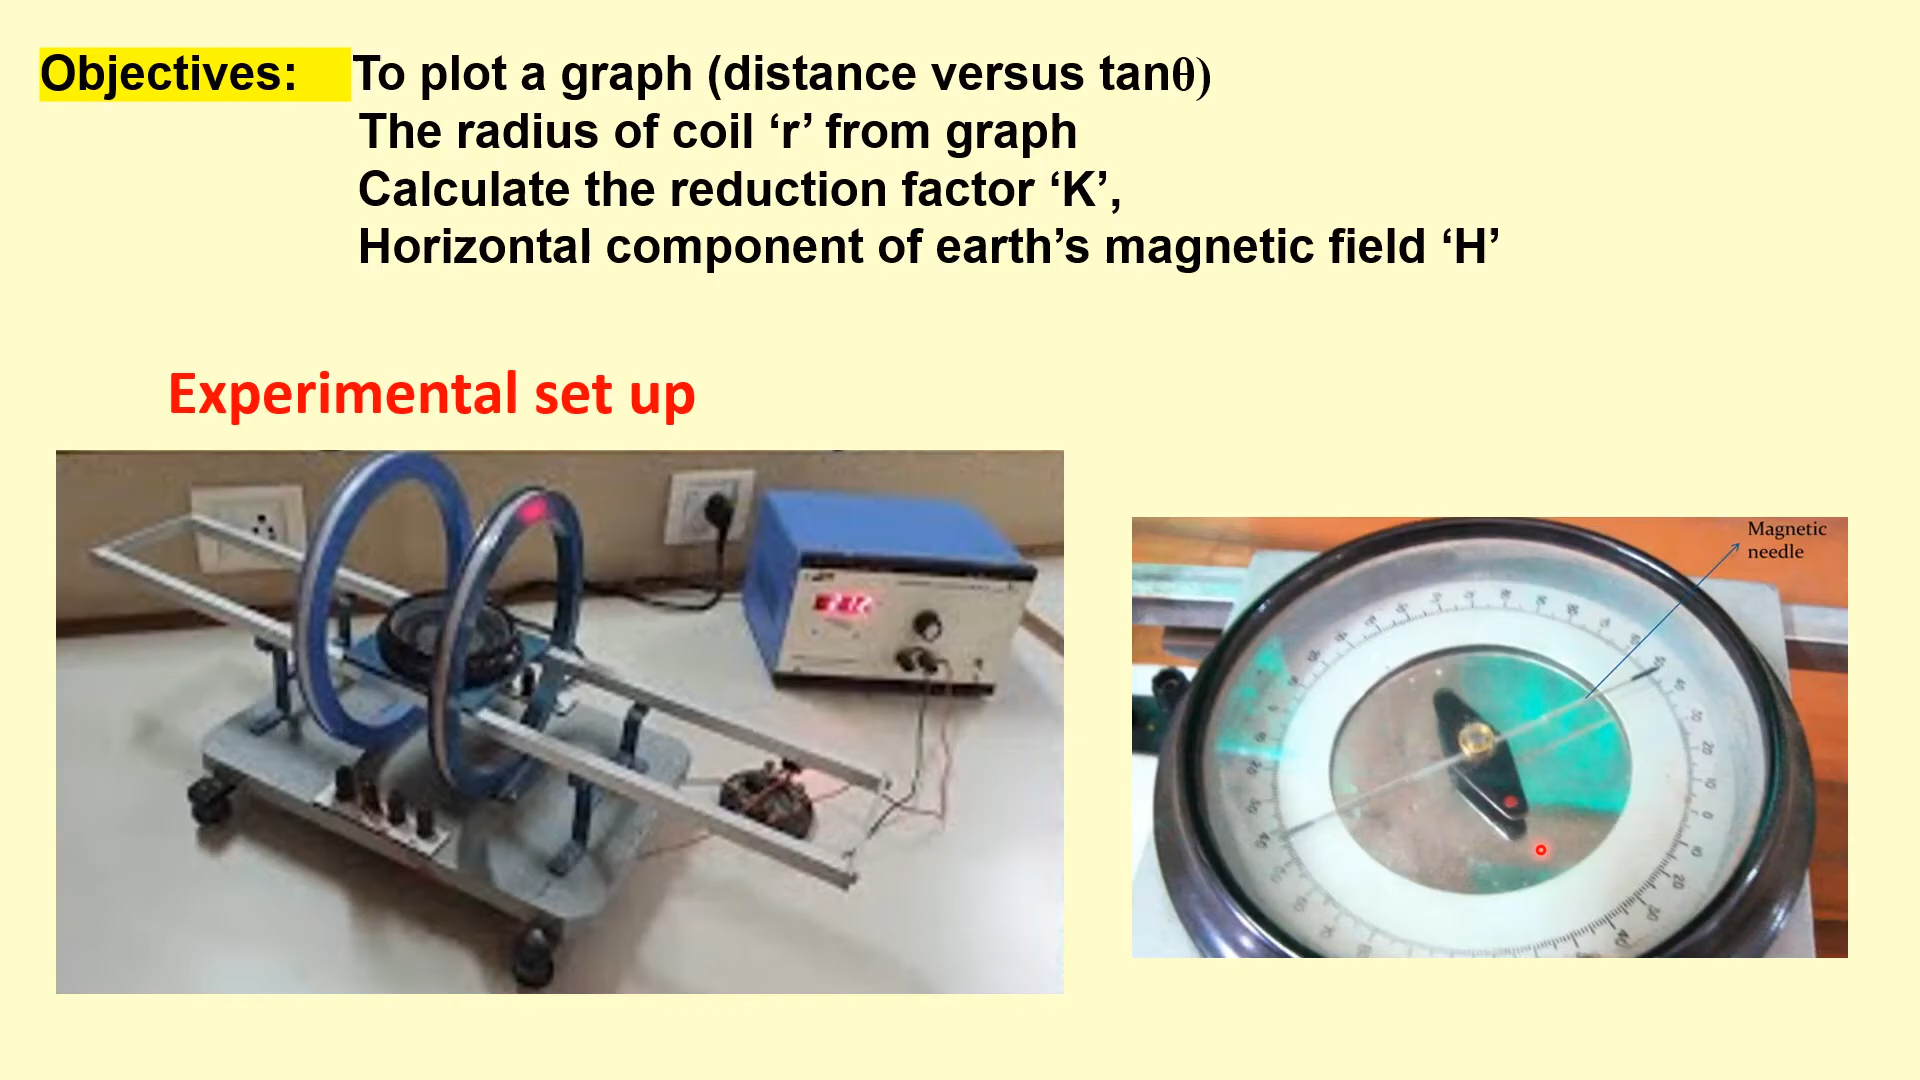 Objectives: To plot a graph (distance versus tanθ)
The radius of coil ‘r’ from graph
Calculate the reduction factor ‘K’,
Horizontal component of earth’s magnetic field ‘H’
Experimental set up
Magnetic
needle